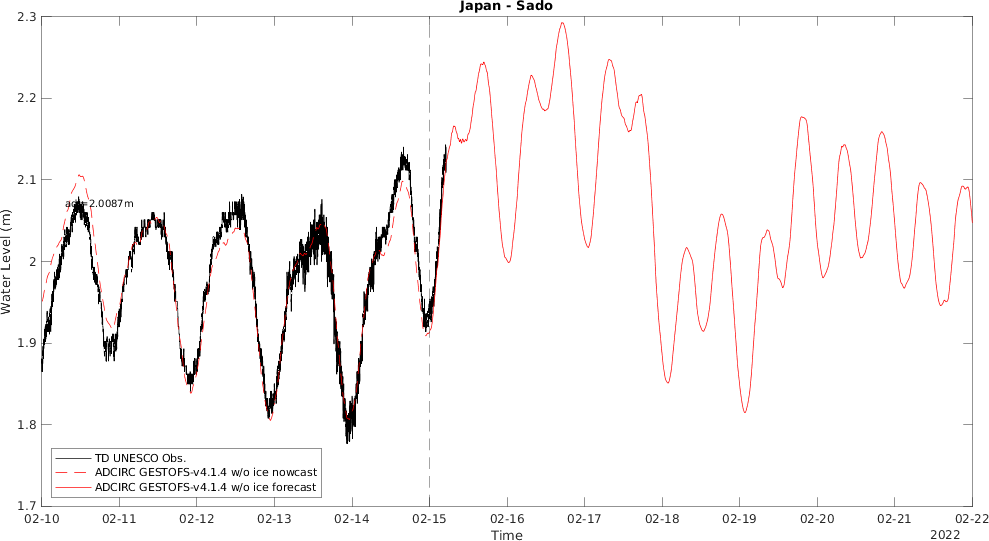 Japan - Sado
2.3
2.2
2.1
2
1.9
1.8
1.7
Water Level (m)
=2.0087m
TD UNESCO Obs.
ADCIRC GESTOFS-v4.1.4 w/o ice nowcast
ADCIRC GESTOFS-v4.1.4 w/o ice forecast
02-10 02-11 02-12 02-13 02-14 02-15 02-16 02-17 02-18 02-19 02-20 02-21 02-22
Time
2022